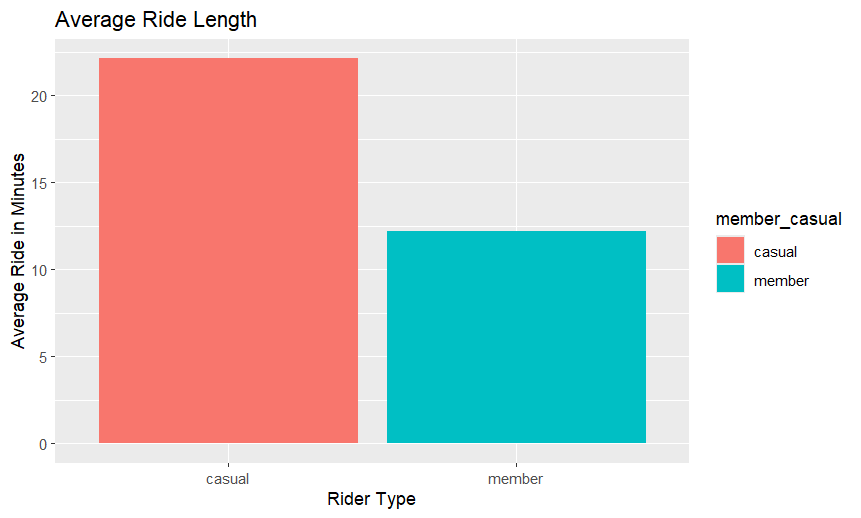 Average Ride Length
Average Ride in Minutes
20
15
10
5
0
casual
member
Rider Type
member_casual
casual
member